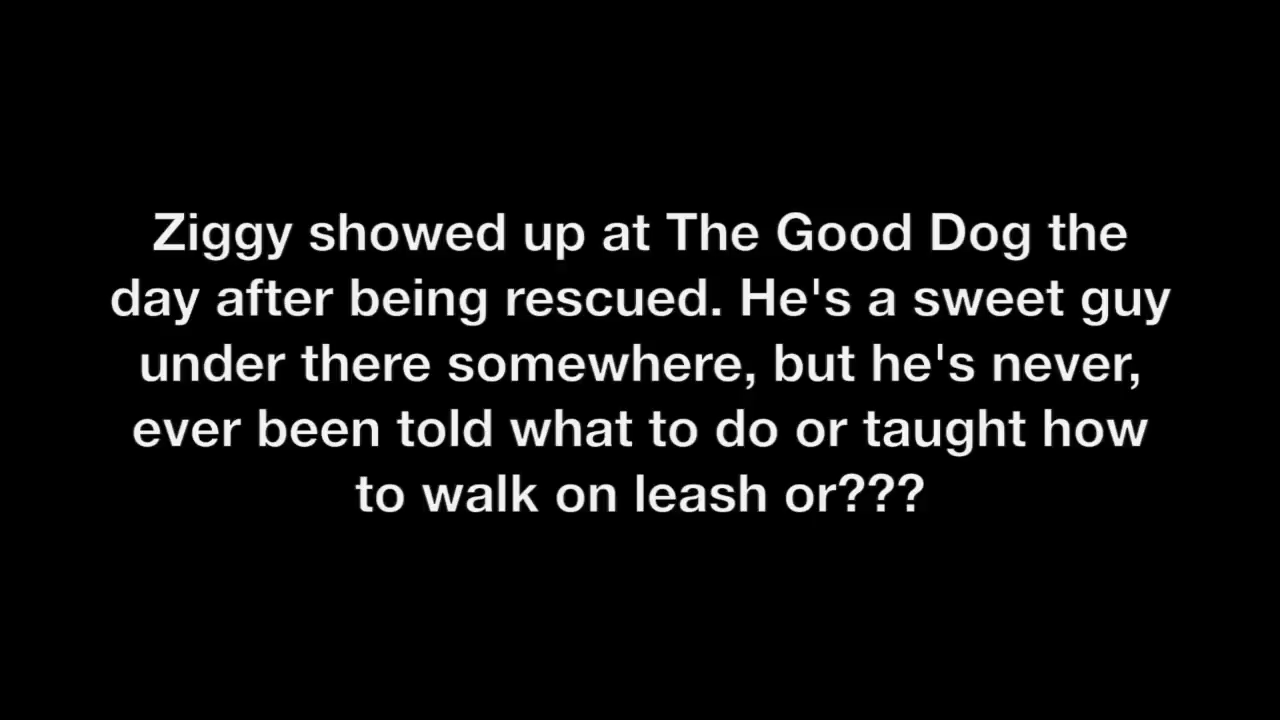 Ziggy showed up at The Good Dog the
day after being rescued. He's a sweet guy
under there somewhere, but he's never,
ever been told what to do or taught how
to walk on leash or???